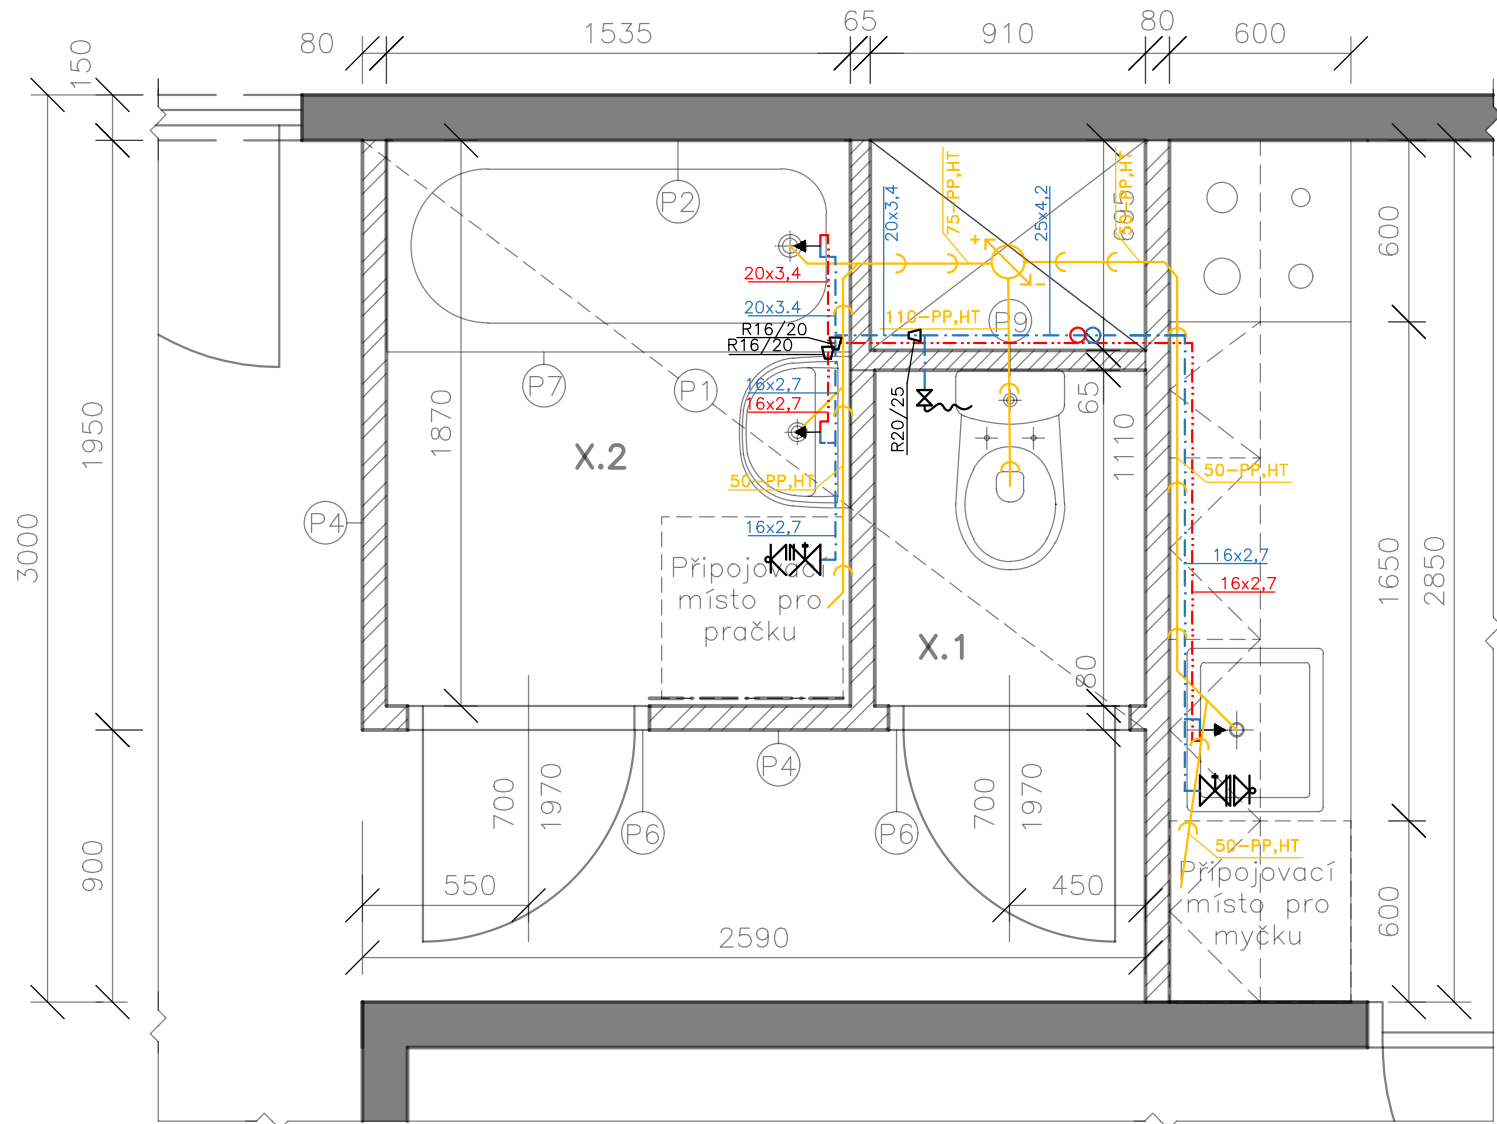 80
1535
65
910
80
600
150
P2
20x3,4
75-PP,HT
25x4,2
50-PP,HT
695
600
20x3,4
20x3.4
R16/20
R16/20
110-PP,HT
P9
P7
P1
16x2,7
16x2,7
R20/25
65
1110
1950
1870
X.2
50-PP,HT
50-PP,HT
P4
3000
16x2,7
Připojovací
místo pro
pračku
16x2,7
16x2,7
1650
2850
X.1
80
P4
700
1970
700
1970
P6
P6
50-PP,HT
900
550
450
Připojovací
místo pro
myčku
600
2590